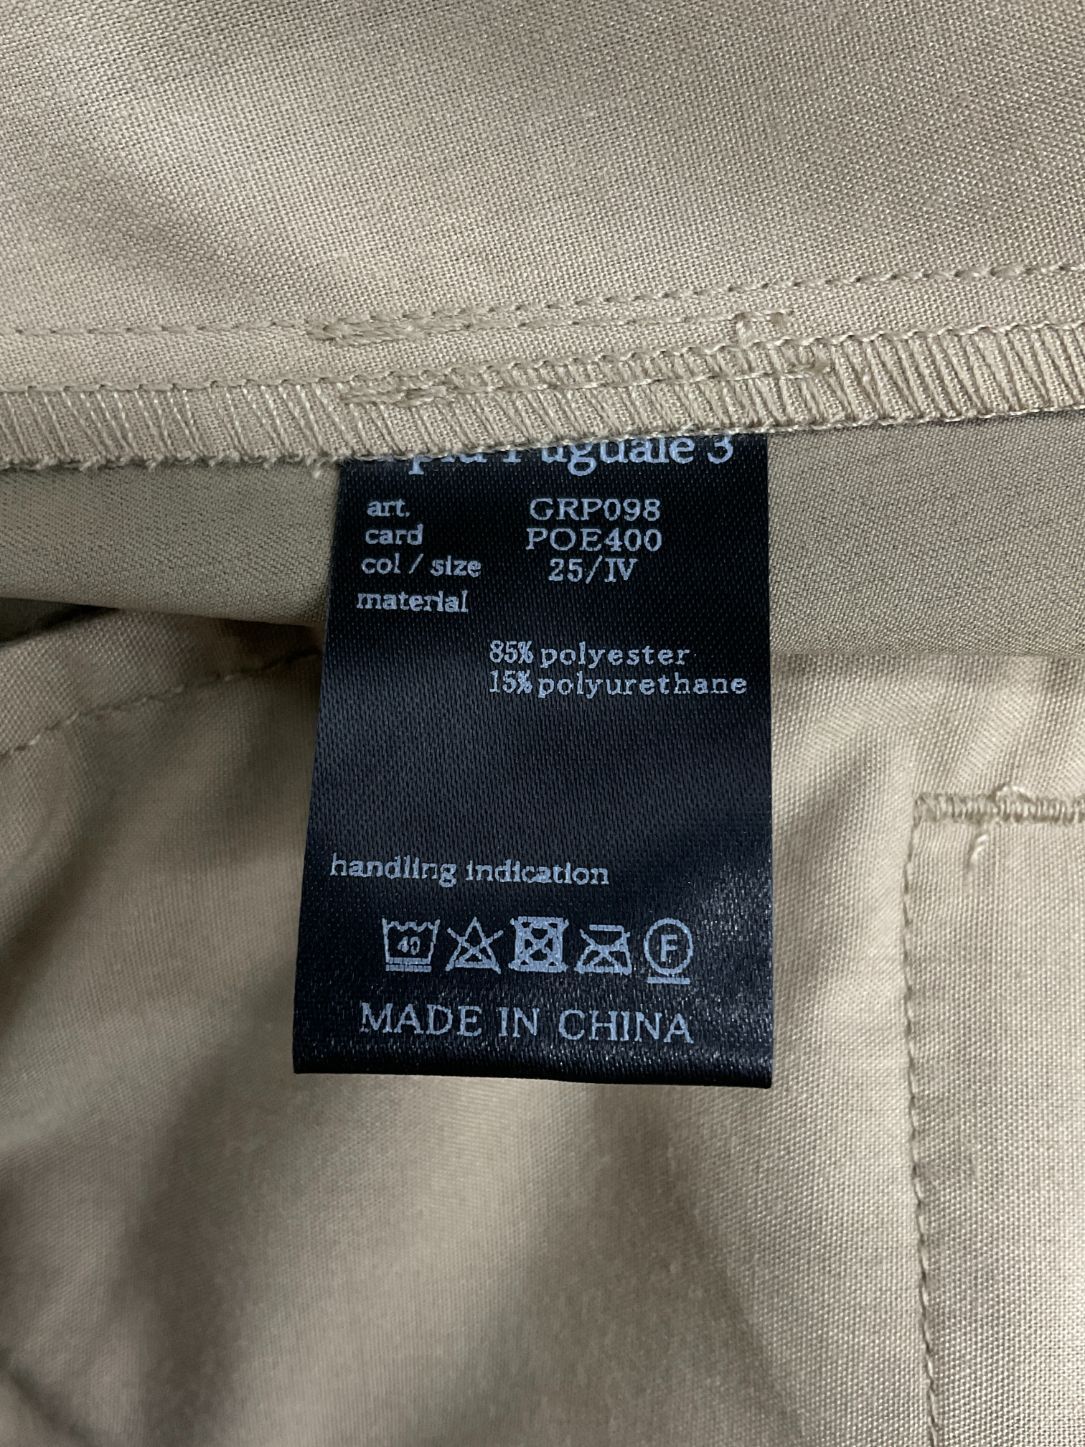 1piu1uguale3
art. GRP098
card POE400
col / size 25/IV
material
85% polyester
15% polyurethane
handling indication
40 F
MADE IN CHINA